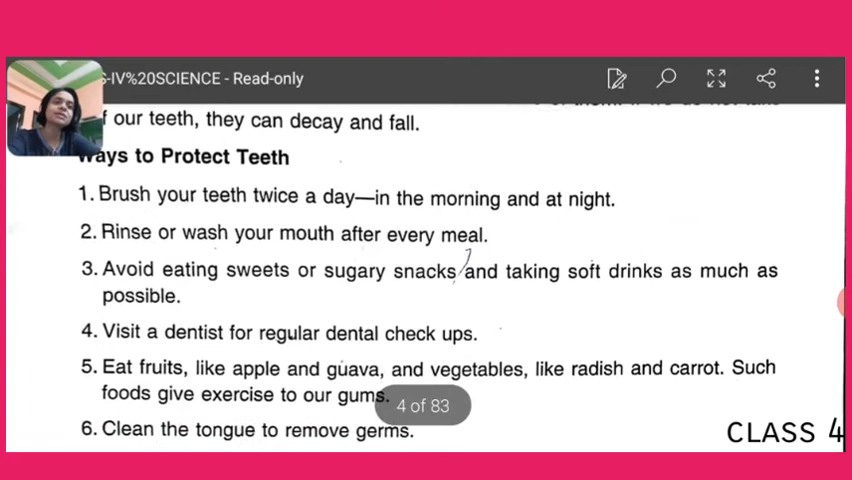 S-IV%20SCIENCE - Read-only
f our teeth, they can decay and fall.
Ways to Protect Teeth
1. Brush your teeth twice a day—in the morning and at night.
2. Rinse or wash your mouth after every meal.
3. Avoid eating sweets or sugary snacks and taking soft drinks as much as
possible.
4. Visit a dentist for regular dental check ups.
5. Eat fruits, like apple and guava, and vegetables, like radish and carrot. Such
foods give exercise to our gums.
4 of 83
6. Clean the tongue to remove germs.
CLASS 4